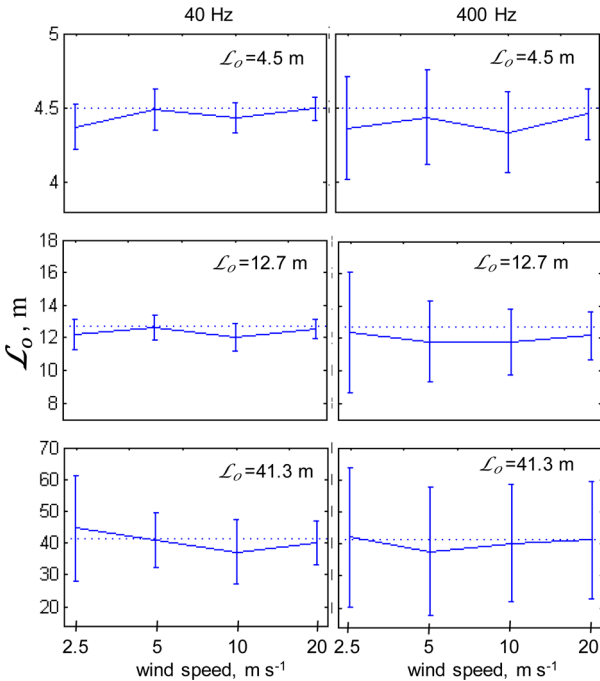 40 Hz 400 Hz
5
ℒo=4.5 m ℒo=4.5 m
4.5
4
18
16
ℒo=12.7 m ℒo=12.7 m
14
12
10
8
ℒo, m
70
60
ℒo=41.3 m ℒo=41.3 m
50
40
30
20
2.5 5 10 20 2.5 5 10 20
wind speed, m s-1 wind speed, m s-1